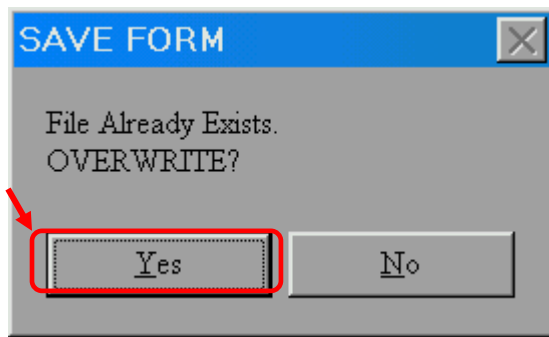 SAVE FORM
File Already Exists.
OVERWRITE?
Yes
No